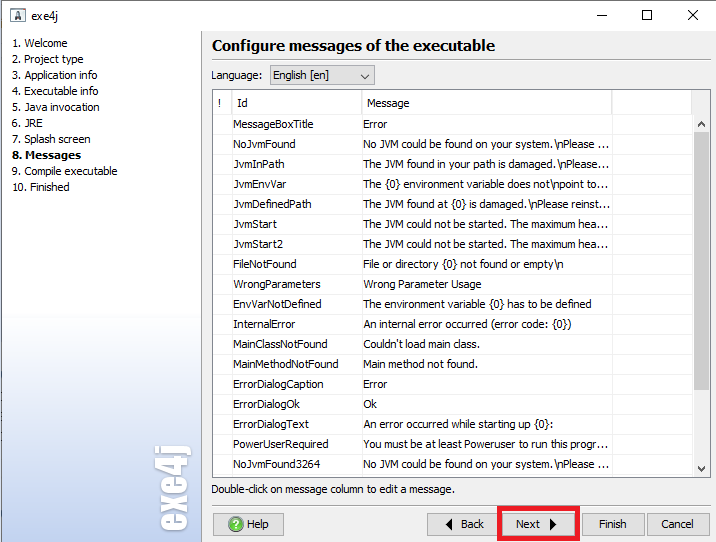 exe4j
1. Welcome
2. Project type
3. Application info
4. Executable info
5. Java invocation
6. JRE
7. Splash screen
8. Messages
9. Compile executable
10. Finished
exe4j
Configure messages of the executable
Language: English [en]
! Id Message
MessageBoxTitle Error
NoJvmFound No JVM could be found on your system.\nPlease ...
JvmInPath The JVM found in your path is damaged.\nPlease ...
JvmEnvVar The {0} environment variable does not\npoint to...
JvmDefinedPath The JVM found at {0} is damaged.\nPlease reinst...
JvmStart The JVM could not be started. The maximum hea...
JvmStart2 The JVM could not be started. The maximum hea...
FileNotFound File or directory {0} not found or empty\n
WrongParameters Wrong Parameter Usage
EnvVarNotDefined The environment variable {0} has to be defined
InternalError An internal error occurred (error code: {0})
MainClassNotFound Couldn't load main class.
MainMethodNotFound Main method not found.
ErrorDialogCaption Error
ErrorDialogOk Ok
ErrorDialogText An error occurred while starting up {0}:
PowerUserRequired You must be at least Poweruser to run this progr...
NoJvmFound3264 No JVM could be found on your system.\nPlease ...
Double-click on message column to edit a message.
? Help Back Next Finish Cancel